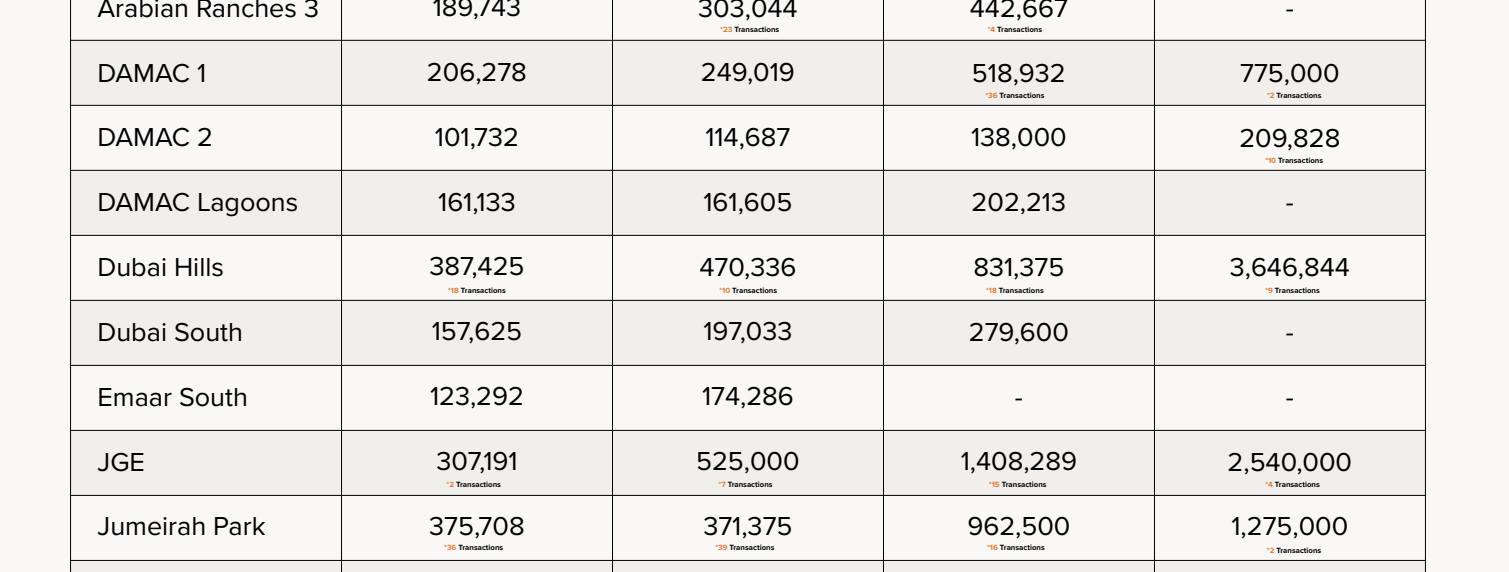 Arabian Ranches 3 189,743 303,044 442,667 -
*23 Transactions *4 Transactions
DAMAC 1 206,278 249,019 518,932 775,000
*36 Transactions *2 Transactions
DAMAC 2 101,732 114,687 138,000 209,828
*10 Transactions
DAMAC Lagoons 161,133 161,605 202,213 -
Dubai Hills 387,425 470,336 831,375 3,646,844
*18 Transactions *10 Transactions *18 Transactions *9 Transactions
Dubai South 157,625 197,033 279,600 -
Emaar South 123,292 174,286 - -
JGE 307,191 525,000 1,408,289 2,540,000
*2 Transactions *7 Transactions *15 Transactions *4 Transactions
Jumeirah Park 375,708 371,375 962,500 1,275,000
*36 Transactions *39 Transactions *16 Transactions *2 Transactions